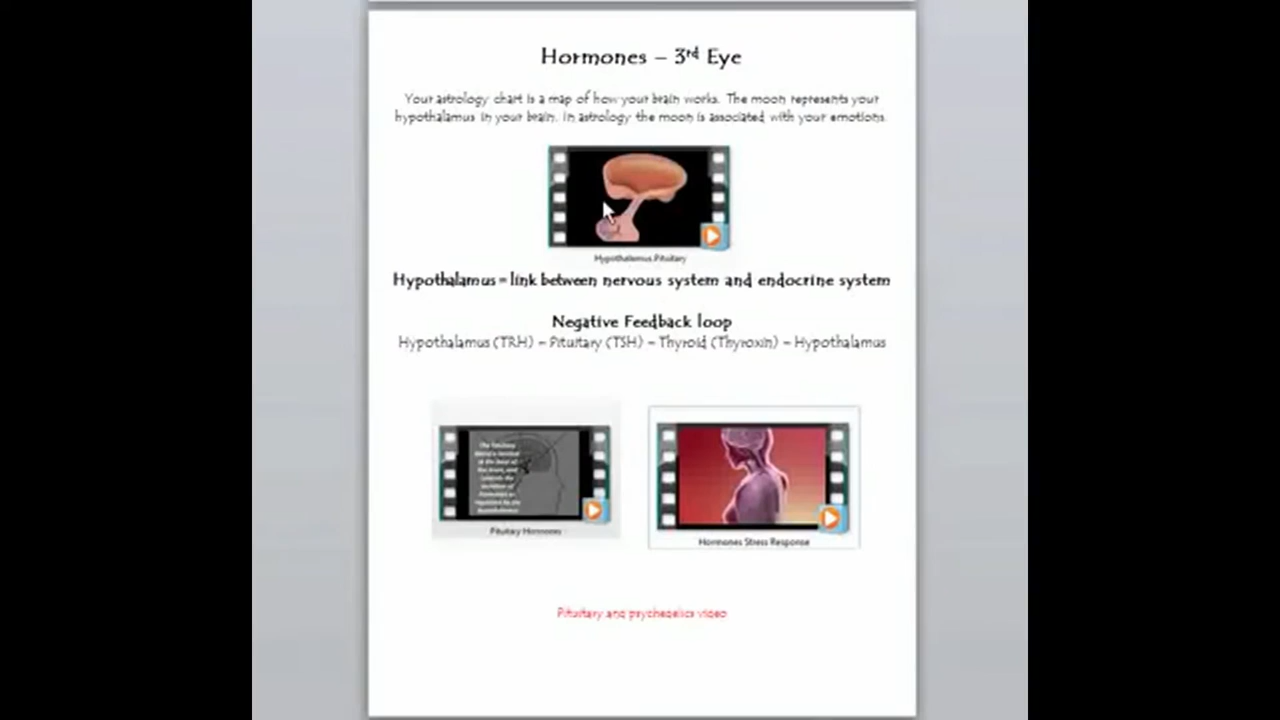 Hormones – 3rd Eye
Your astrology chart is a map of how your brain works. The moon represents your
hypothalamus in your brain. In astrology the moon is associated with your emotions.
Hypothalamus Pituitary
Hypothalamus = link between nervous system and endocrine system
Negative Feedback loop
Hypothalamus (TRH) – Pituitary (TSH) – Thyroid (Thyroxin) – Hypothalamus
Pituitary Hormones
Hormones Stress Response
Pituitary and psychedelics video